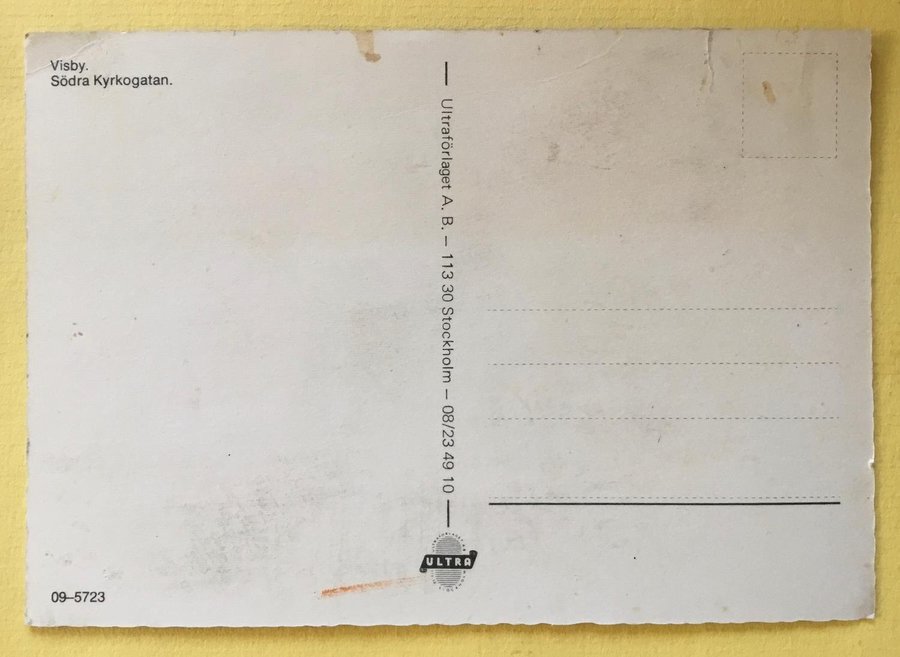 Visby.
Södra Kyrkogatan.
Ultraförlaget A. B. – 113 30 Stockholm – 08/23 49 10
ULTRA
09–5723